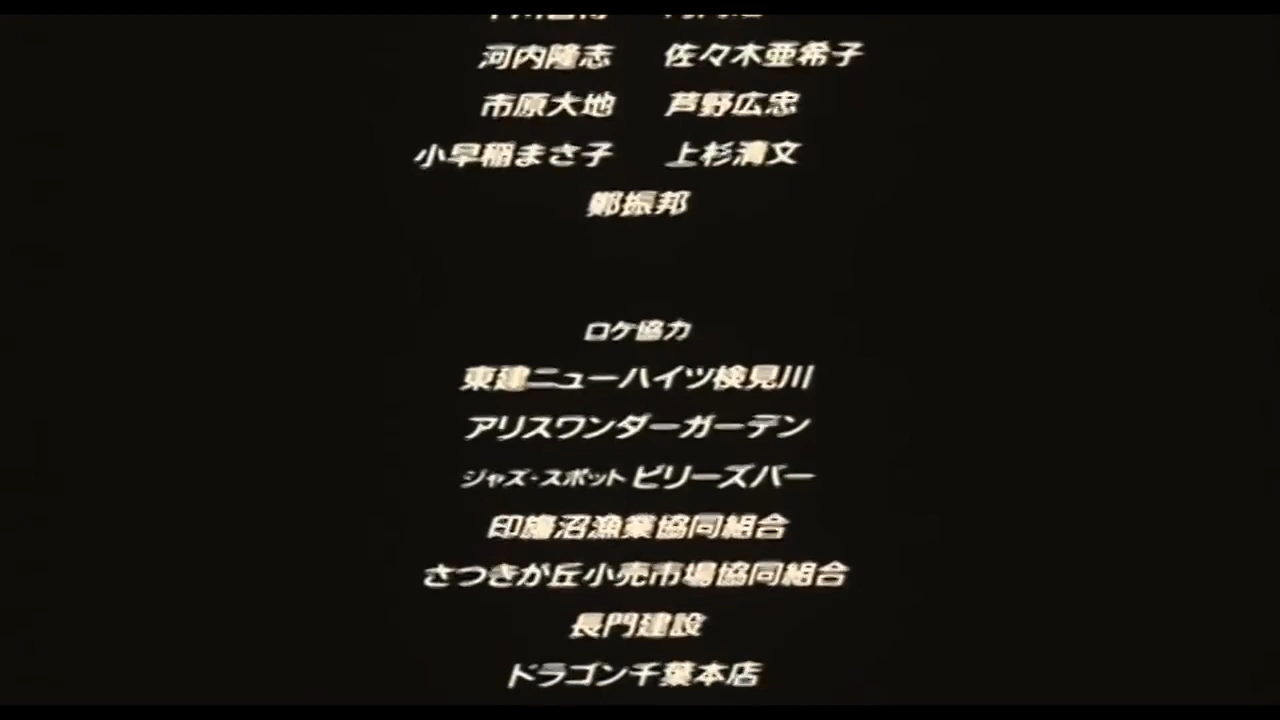 河内隆志 佐々木亜希子
市原大地 芦野広忠
小早稲まさ子 上杉清文
鄭振邦
ロケ協力
東建ニューハイツ検見川
アリスワンダーガーデン
ジャズ・スポット ビリーズバー
印旛沼漁業協同組合
さつきが丘小売市場協同組合
長門建設
ドラゴン千葉本店